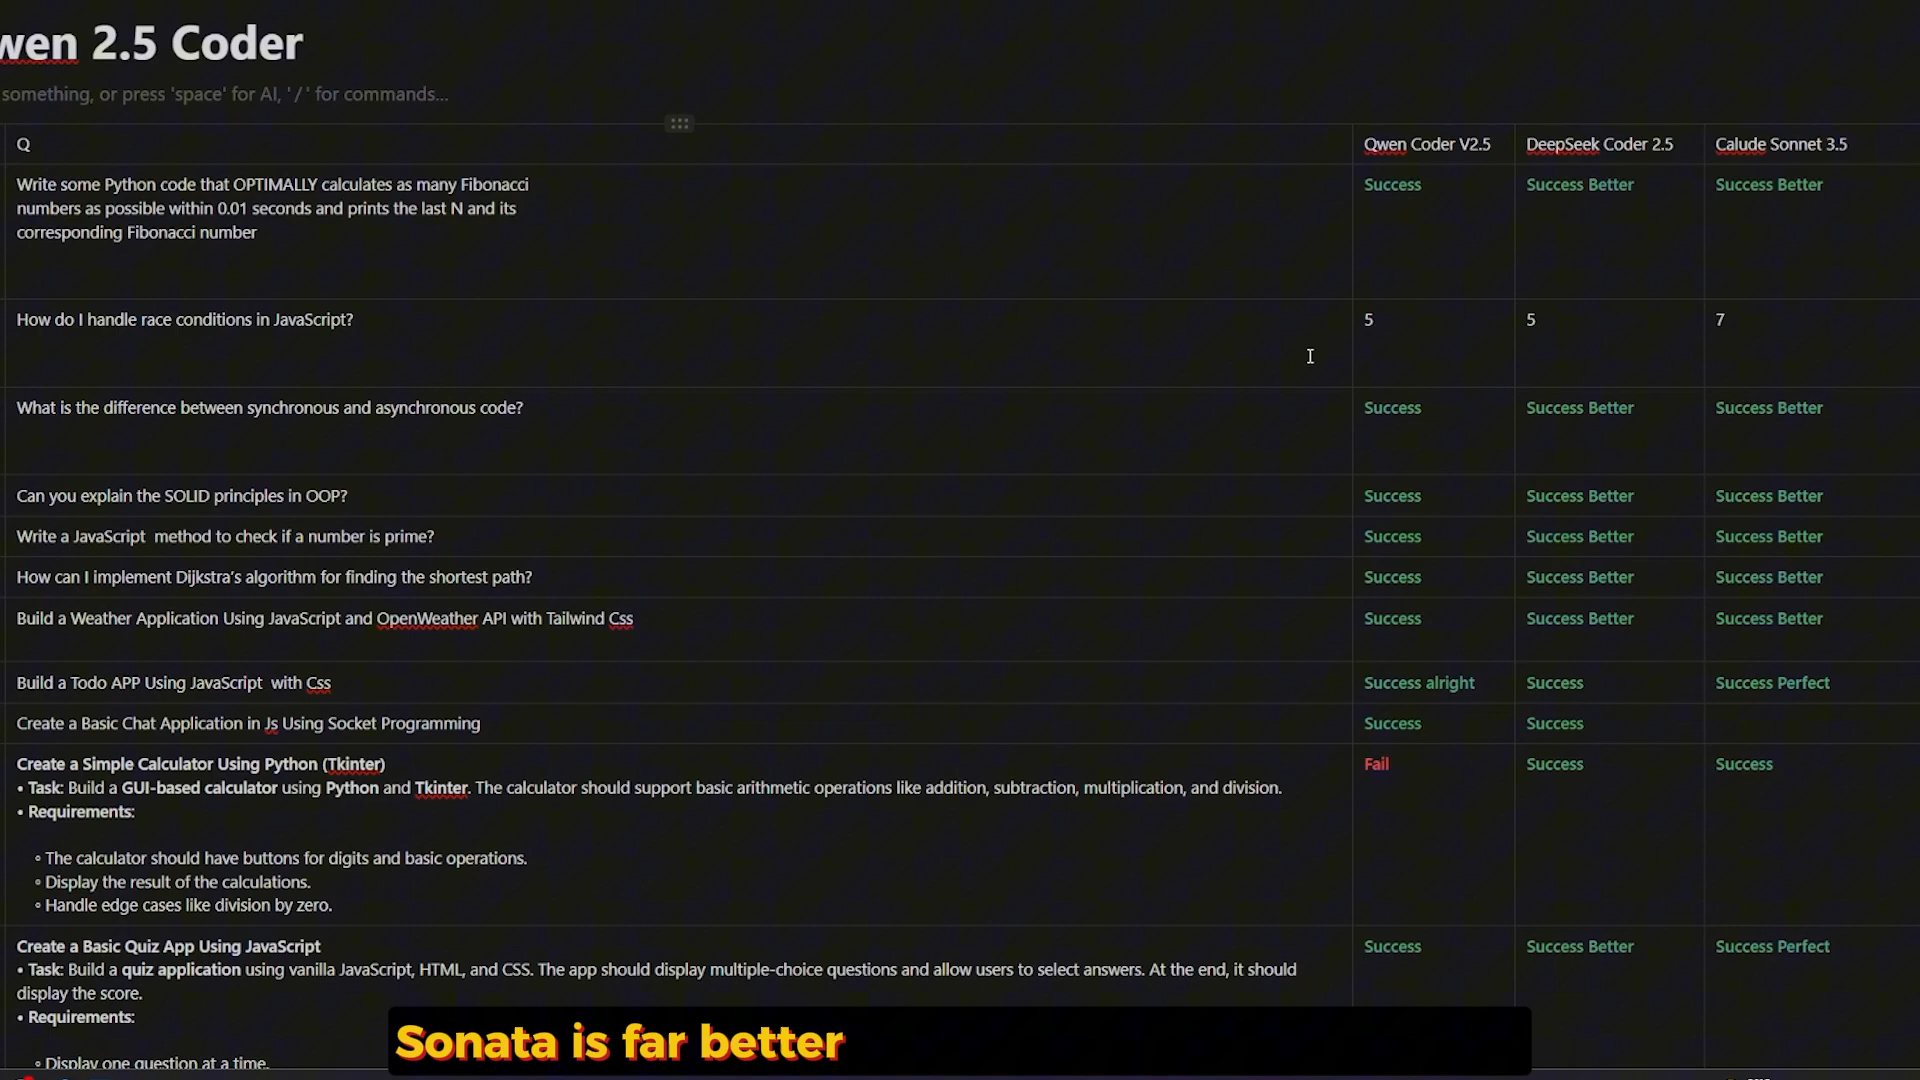 wen 2.5 Coder
something, or press 'space' for AI, '/' for commands...
Q
Qwen Coder V2.5
DeepSeek Coder 2.5
Calude Sonnet 3.5
Write some Python code that OPTIMALLY calculates as many Fibonacci
numbers as possible within 0.01 seconds and prints the last N and its
corresponding Fibonacci number
Success
Success Better
Success Better
How do I handle race conditions in JavaScript?
5
5
7
What is the difference between synchronous and asynchronous code?
Success
Success Better
Success Better
Can you explain the SOLID principles in OOP?
Success
Success Better
Success Better
Write a JavaScript  method to check if a number is prime?
Success
Success Better
Success Better
How can I implement Dijkstra's algorithm for finding the shortest path?
Success
Success Better
Success Better
Build a Weather Application Using JavaScript and OpenWeather API with Tailwind Css
Success
Success Better
Success Better
Build a Todo APP Using JavaScript  with Css
Success alright
Success
Success Perfect
Create a Basic Chat Application in Js Using Socket Programming
Success
Success
Create a Simple Calculator Using Python (Tkinter)
• Task: Build a GUI-based calculator using Python and Tkinter. The calculator should support basic arithmetic operations like addition, subtraction, multiplication, and division.
• Requirements:
◦ The calculator should have buttons for digits and basic operations.
◦ Display the result of the calculations.
◦ Handle edge cases like division by zero.
Fail
Success
Success
Create a Basic Quiz App Using JavaScript
• Task: Build a quiz application using vanilla JavaScript, HTML, and CSS. The app should display multiple-choice questions and allow users to select answers. At the end, it should
display the score.
• Requirements:
◦ Display one question at a time.
Success
Success Better
Success Perfect
Sonata is far better